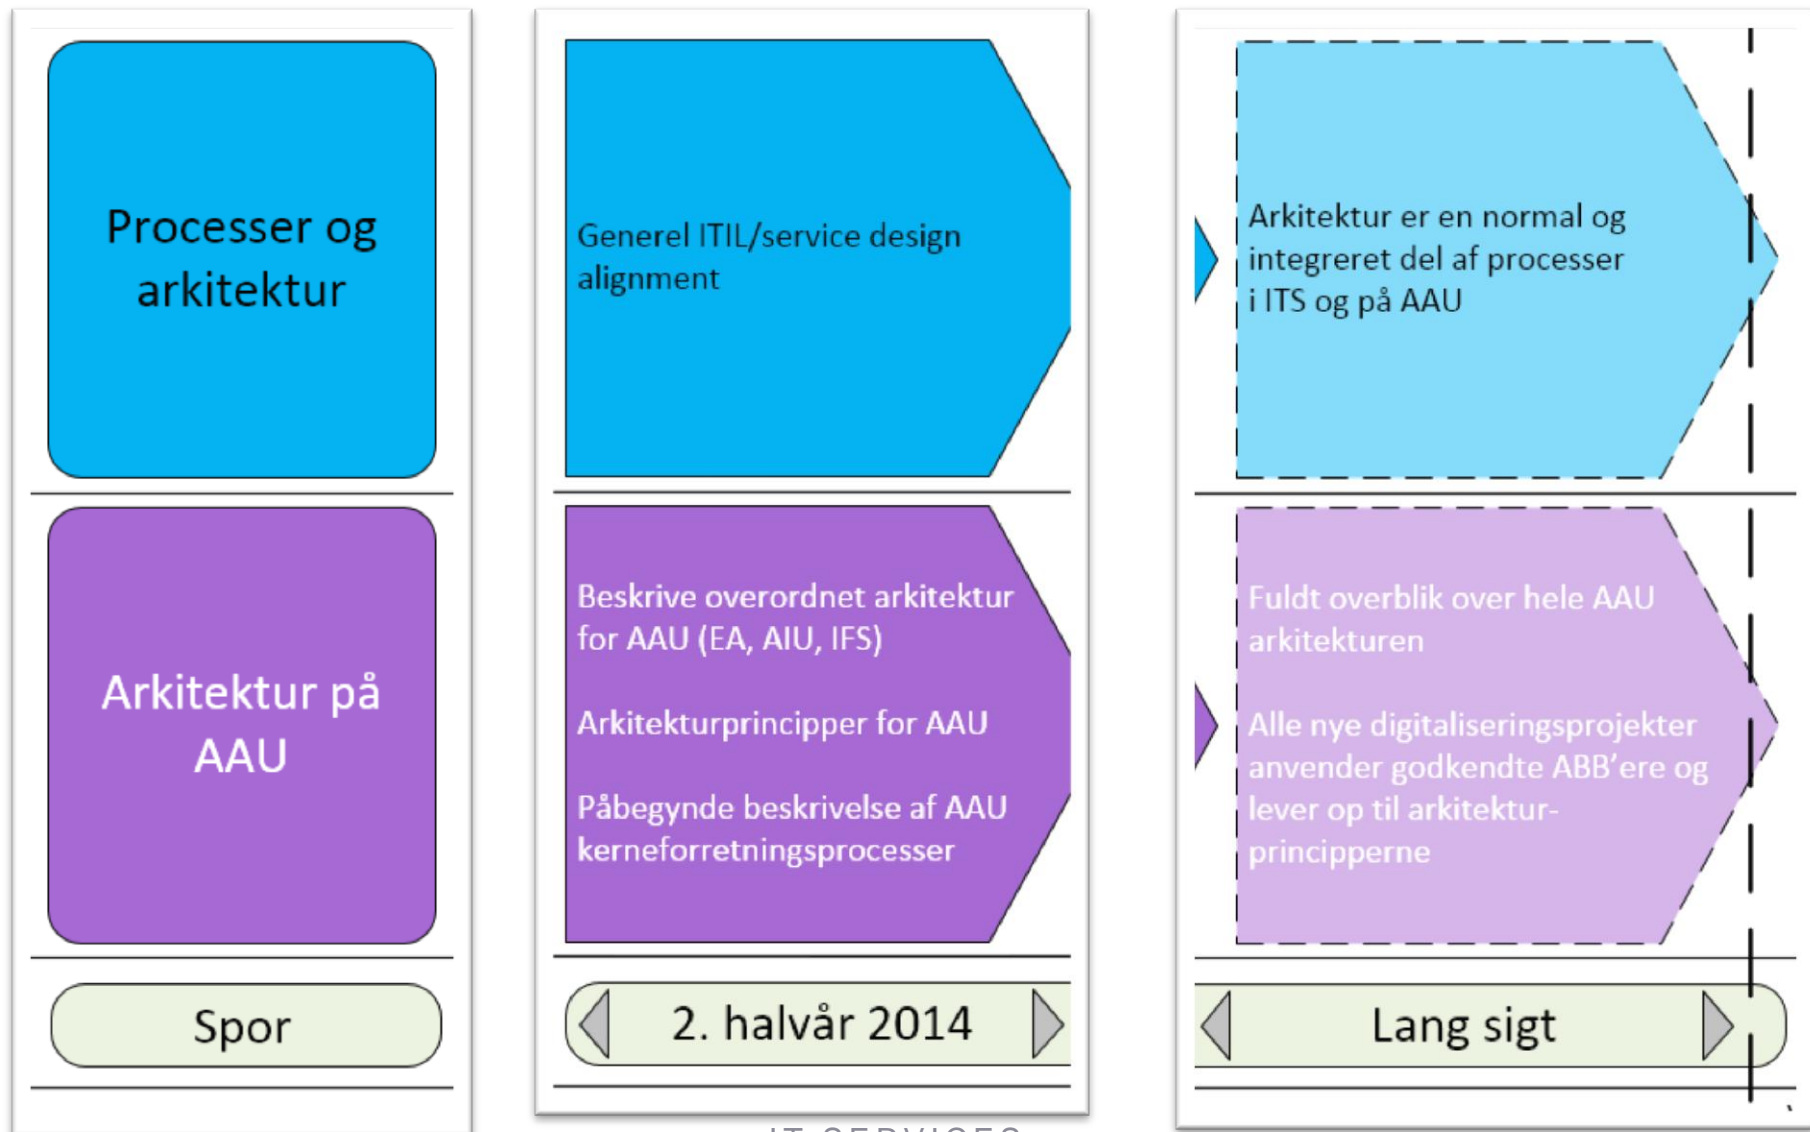 Processer og
arkitektur
Generel ITIL/service design
alignment
Arkitektur er en normal og
integreret del af processer
i ITS og på AAU
Arkitektur på
AAU
Beskrive overordnet arkitektur
for AAU (EA, AIU, IFS)
Arkitekturprincipper for AAU
Påbegynde beskrivelse af AAU
kerneforretningsprocesser
Fuldt overblik over hele AAU
arkitekturen
Alle nye digitaliseringsprojekter
anvender godkendte ABB'ere og
lever op til arkitektur-
principperne
Spor
2. halvår 2014
Lang sigt
IT SERVICES